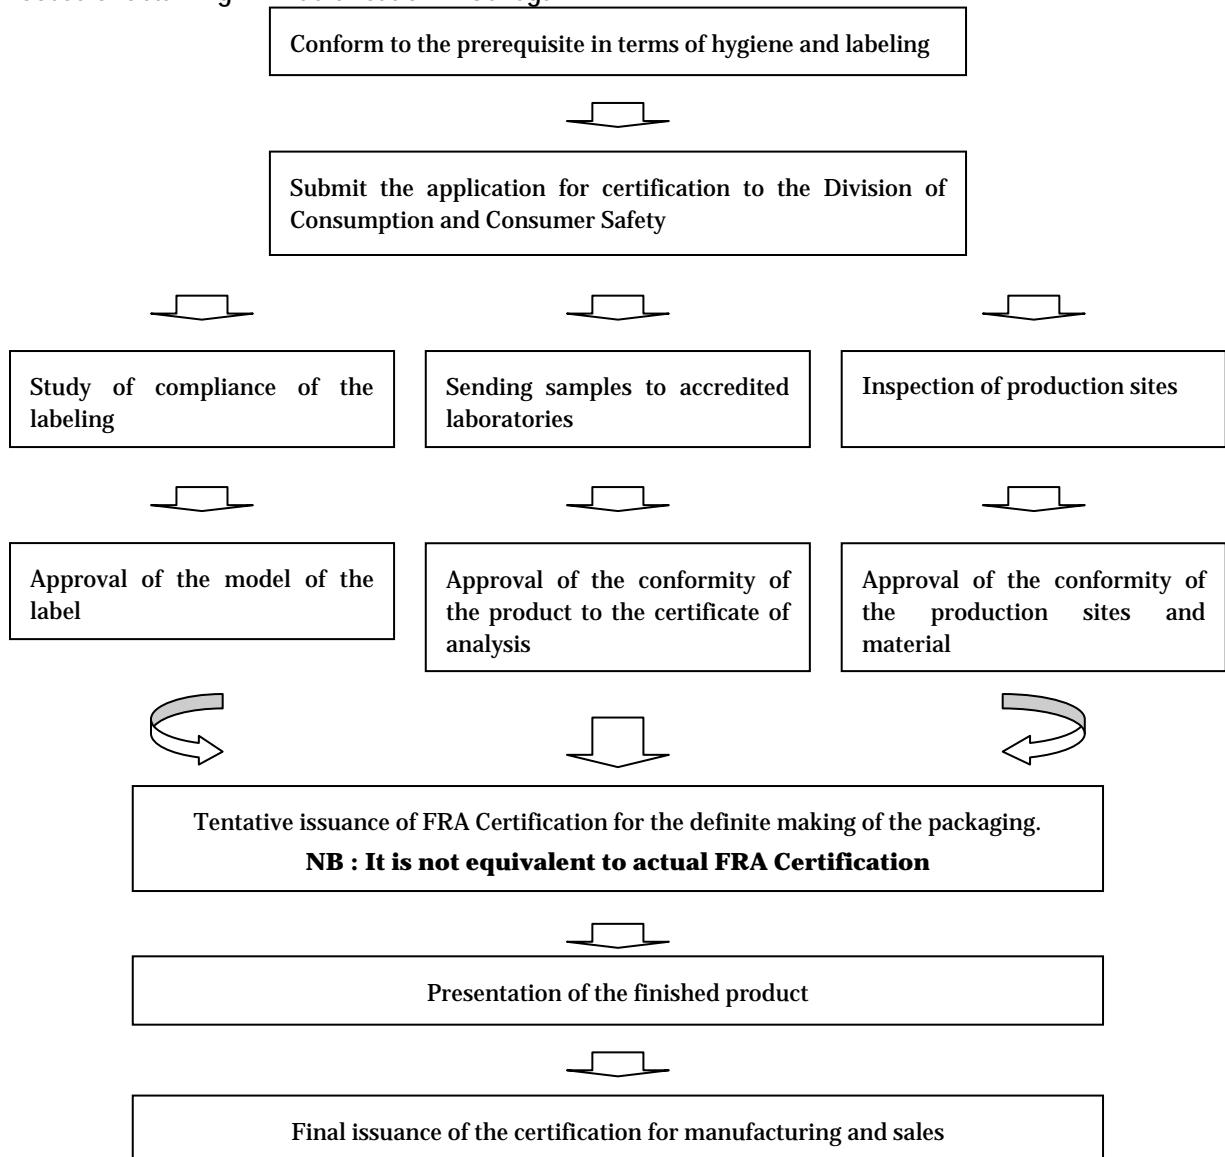 Conform to the prerequisite in terms of hygiene and labeling
Submit the application for certification to the Division of
Consumption and Consumer Safety
Study of compliance of the
labeling
Sending samples to accredited
laboratories
Inspection of production sites
Approval of the model of the
label
Approval of the conformity of
the product to the certificate of
analysis
Approval of the conformity of
the production sites and
material
Tentative issuance of FRA Certification for the definite making of the packaging.
NB : It is not equivalent to actual FRA Certification
Presentation of the finished product
Final issuance of the certification for manufacturing and sales